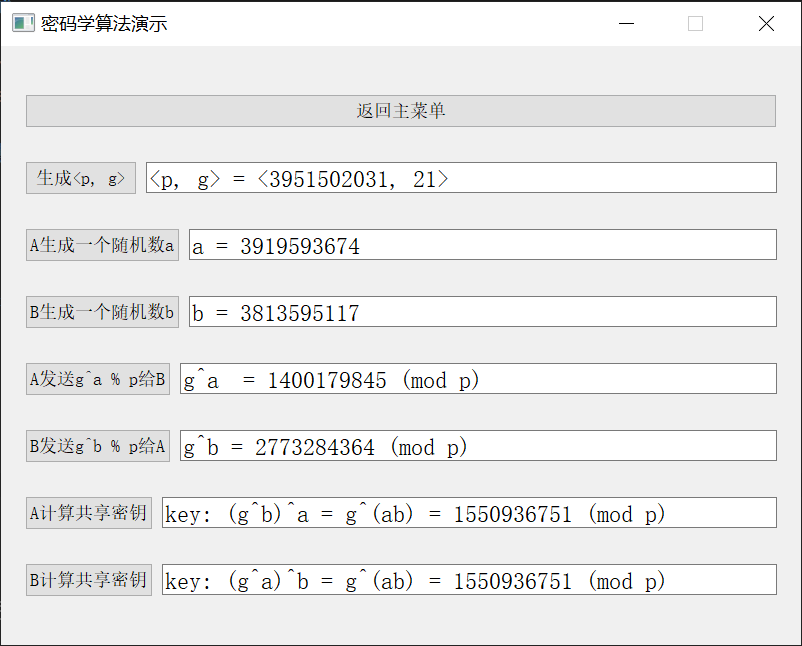 密码学算法演示
返回主菜单
生成<p, g> <p, g> = <3951502031, 21>
A生成一个随机数a a = 3919593674
B生成一个随机数b b = 3813595117
A发送g^a % p给B g^a  = 1400179845 (mod p)
B发送g^b % p给A g^b = 2773284364 (mod p)
A计算共享密钥 key: (g^b)^a = g^(ab) = 1550936751 (mod p)
B计算共享密钥 key: (g^a)^b = g^(ab) = 1550936751 (mod p)